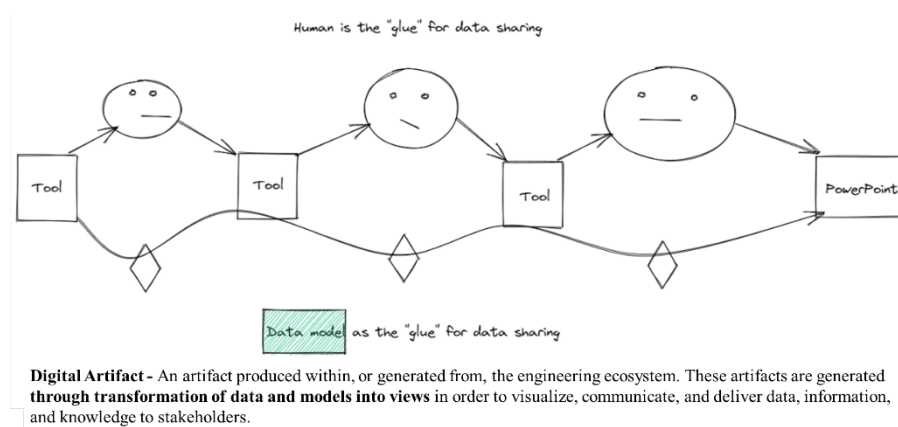 Human is the "glue" for data sharing
Tool
Tool
Tool
PowerPoint
Data model as the "glue" for data sharing
Digital Artifact - An artifact produced within, or generated from, the engineering ecosystem. These artifacts are generated
through transformation of data and models into views in order to visualize, communicate, and deliver data, information,
and knowledge to stakeholders.